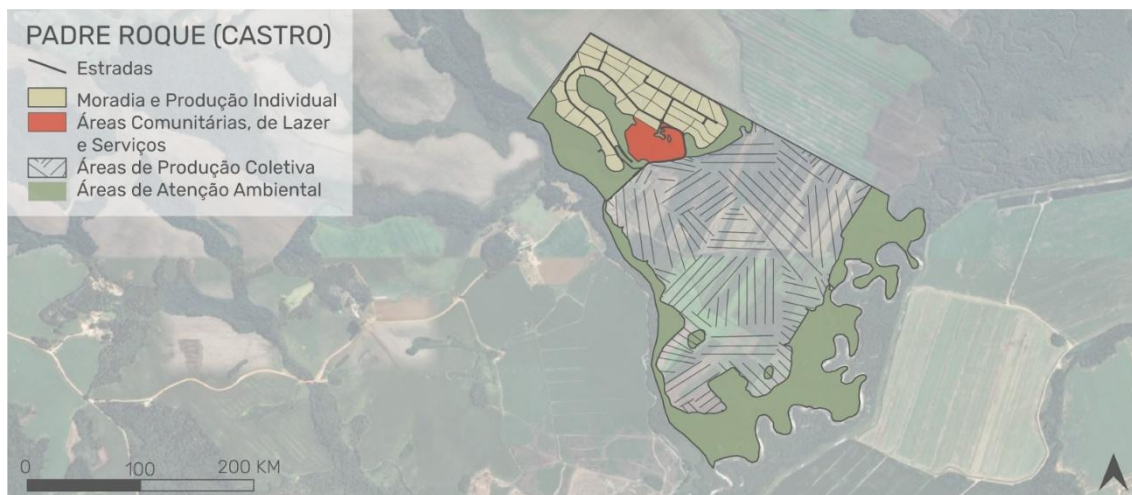 PADRE ROQUE (CASTRO)
Estradas
Moradia e Produção Individual
Áreas Comunitárias, de Lazer
e Serviços
Áreas de Produção Coletiva
Áreas de Atenção Ambiental
0 100 200 KM